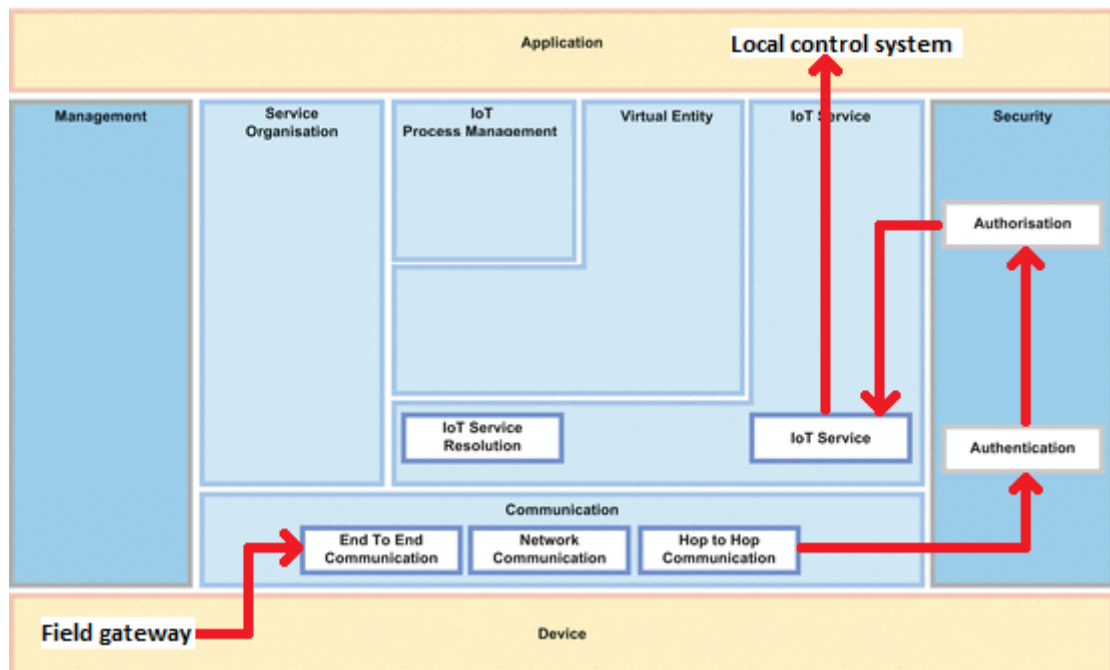 Application
Local control system
Management
Service
Organisation
IoT
Process Management
Virtual Entity
IoT Service
Security
Authorisation
IoT Service
Resolution
IoT Service
Authentication
Communication
End To End
Communication
Network
Communication
Hop to Hop
Communication
Field gateway
Device